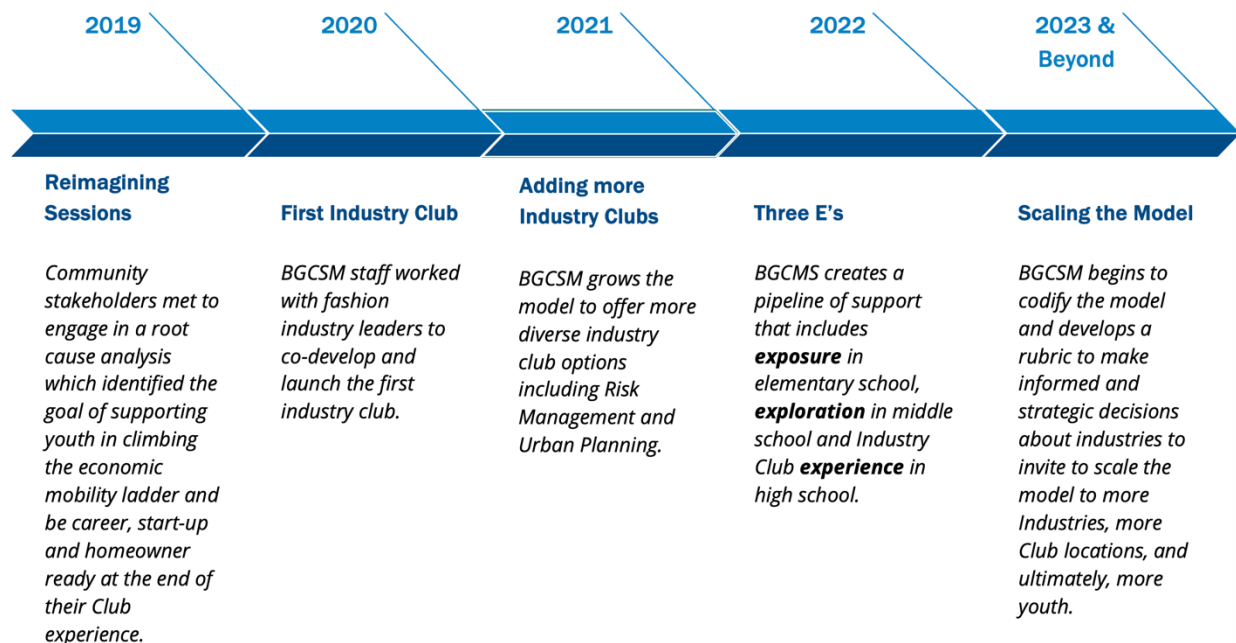 2019
2020
2021
2022
2023 &
Beyond
Reimagining
Sessions
Community
stakeholders met to
engage in a root
cause analysis
which identified the
goal of supporting
youth in climbing
the economic
mobility ladder and
be career, start-up
and homeowner
ready at the end of
their Club
experience.
First Industry Club
BGCSM staff worked
with fashion
industry leaders to
co-develop and
launch the first
industry club.
Adding more
Industry Clubs
BGCSM grows the
model to offer more
diverse industry
club options
including Risk
Management and
Urban Planning.
Three E's
BGCMS creates a
pipeline of support
that includes
exposure in
elementary school,
exploration in middle
school and Industry
Club experience in
high school.
Scaling the Model
BGCSM begins to
codify the model
and develops a
rubric to make
informed and
strategic decisions
about industries to
invite to scale the
model to more
Industries, more
Club locations, and
ultimately, more
youth.